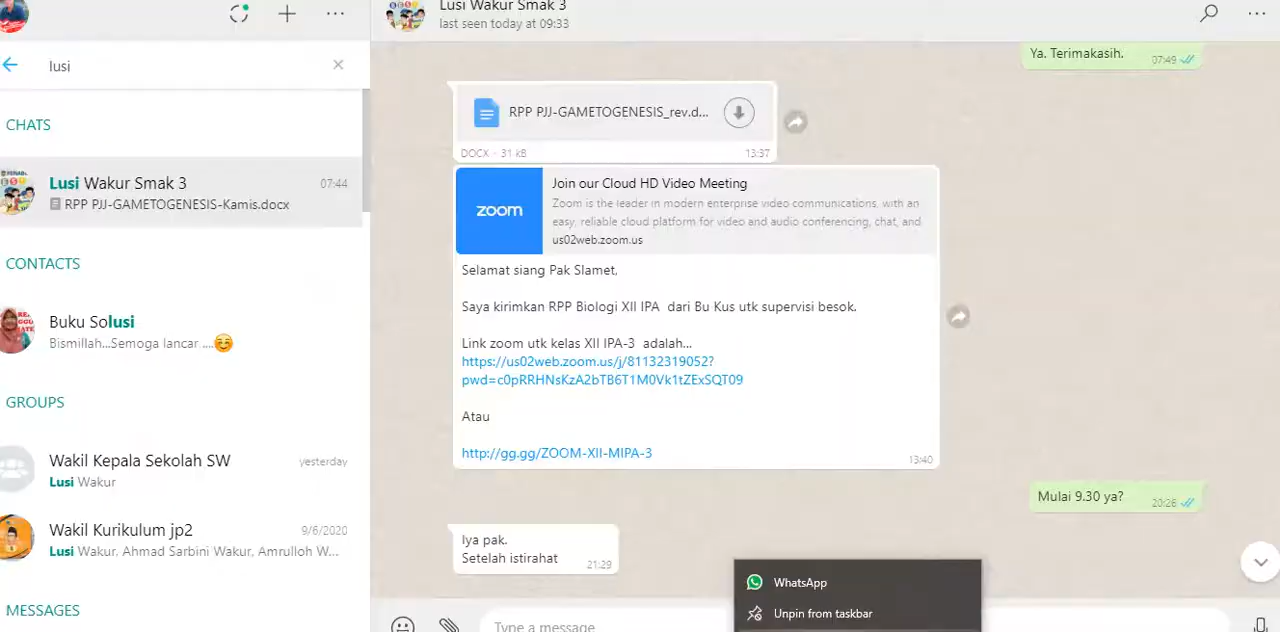 lusi
CHATS
Lusi Wakur Smak 3
07:44
RPP PJJ-GAMETOGENESIS-Kamis.docx
CONTACTS
Buku Solusi
Bismillah...Semoga lancar ....😊
GROUPS
Wakil Kepala Sekolah SW
yesterday
Lusi Wakur
Wakil Kurikulum jp2
9/6/2020
Lusi Wakur. Ahmad Sarbini Wakur, Amrulloh W...
MESSAGES
Lusi Wakur Smak 3
last seen today at 09:33
Ya. Terimakasih.
07:49
RPP PJJ-GAMETOGENESIS_rev.d...
DOCX · 31 kB
13:37
zoom
Join our Cloud HD Video Meeting
Zoom is the leader in modern enterprise video communications, with an
easy, reliable cloud platform for video and audio conferencing, chat, and
us02web.zoom.us
Selamat siang Pak Slamet,
Saya kirimkan RPP Biologi XII IPA dari Bu Kus utk supervisi besok.
Link zoom utk kelas XII IPA-3 adalah...
https://us02web.zoom.us/j/81132319052?
pwd=c0pRRHNsKzA2bTB6T1M0Vk1tZExSQT09
Atau
http://gg.gg/ZOOM-XII-MIPA-3
13:40
Mulai 9.30 ya?
20:26
Iya pak.
Setelah istirahat
21:29
WhatsApp
Unpin from taskbar
Type a message